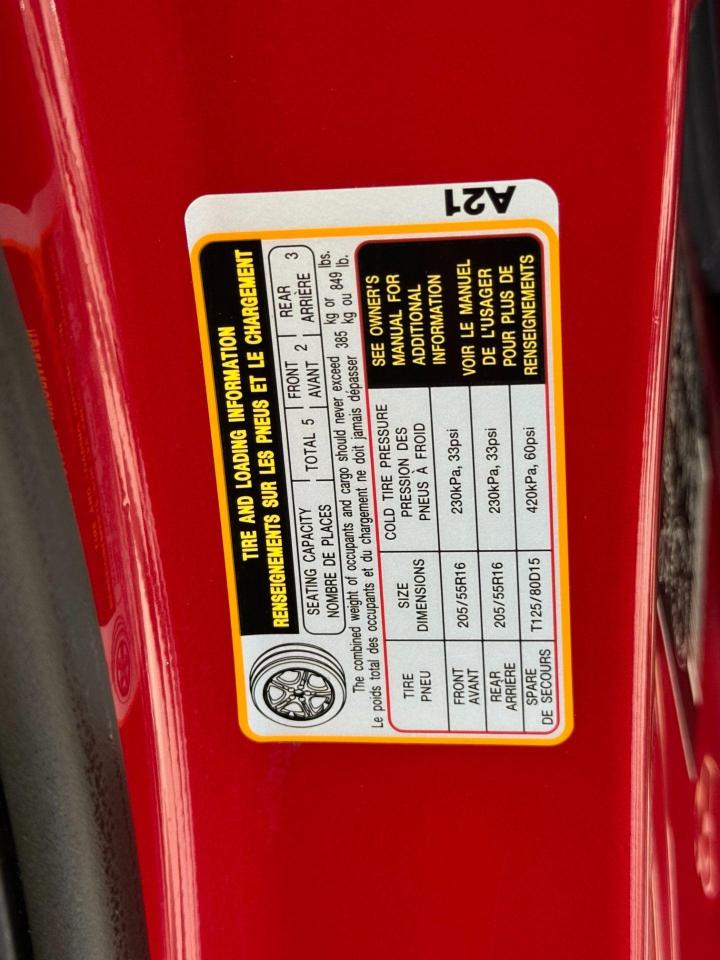 A21
TIRE AND LOADING INFORMATION
RENSEIGNEMENTS SUR LES PNEUS ET LE CHARGEMENT
SEATING CAPACITY TOTAL 5 FRONT 2 REAR 3
NOMBRE DE PLACES AVANT ARRIÈRE
The combined weight of occupants and cargo should never exceed 385 kg or 849 lbs.
Le poids total des occupants et du chargement ne doit jamais dépasser 385 kg ou 849 lb.
TIRE SIZE COLD TIRE PRESSURE
PNEU DIMENSIONS PRESSION DES
PNEUS À FROID
FRONT 205/55R16 230kPa, 33psi
AVANT
REAR 205/55R16 230kPa, 33psi
ARRIÈRE
SPARE T125/80D15 420kPa, 60psi
DE SECOURS
SEE OWNER'S
MANUAL FOR
ADDITIONAL
INFORMATION
VOIR LE MANUEL
DE L'USAGER
POUR PLUS DE
RENSEIGNEMENTS